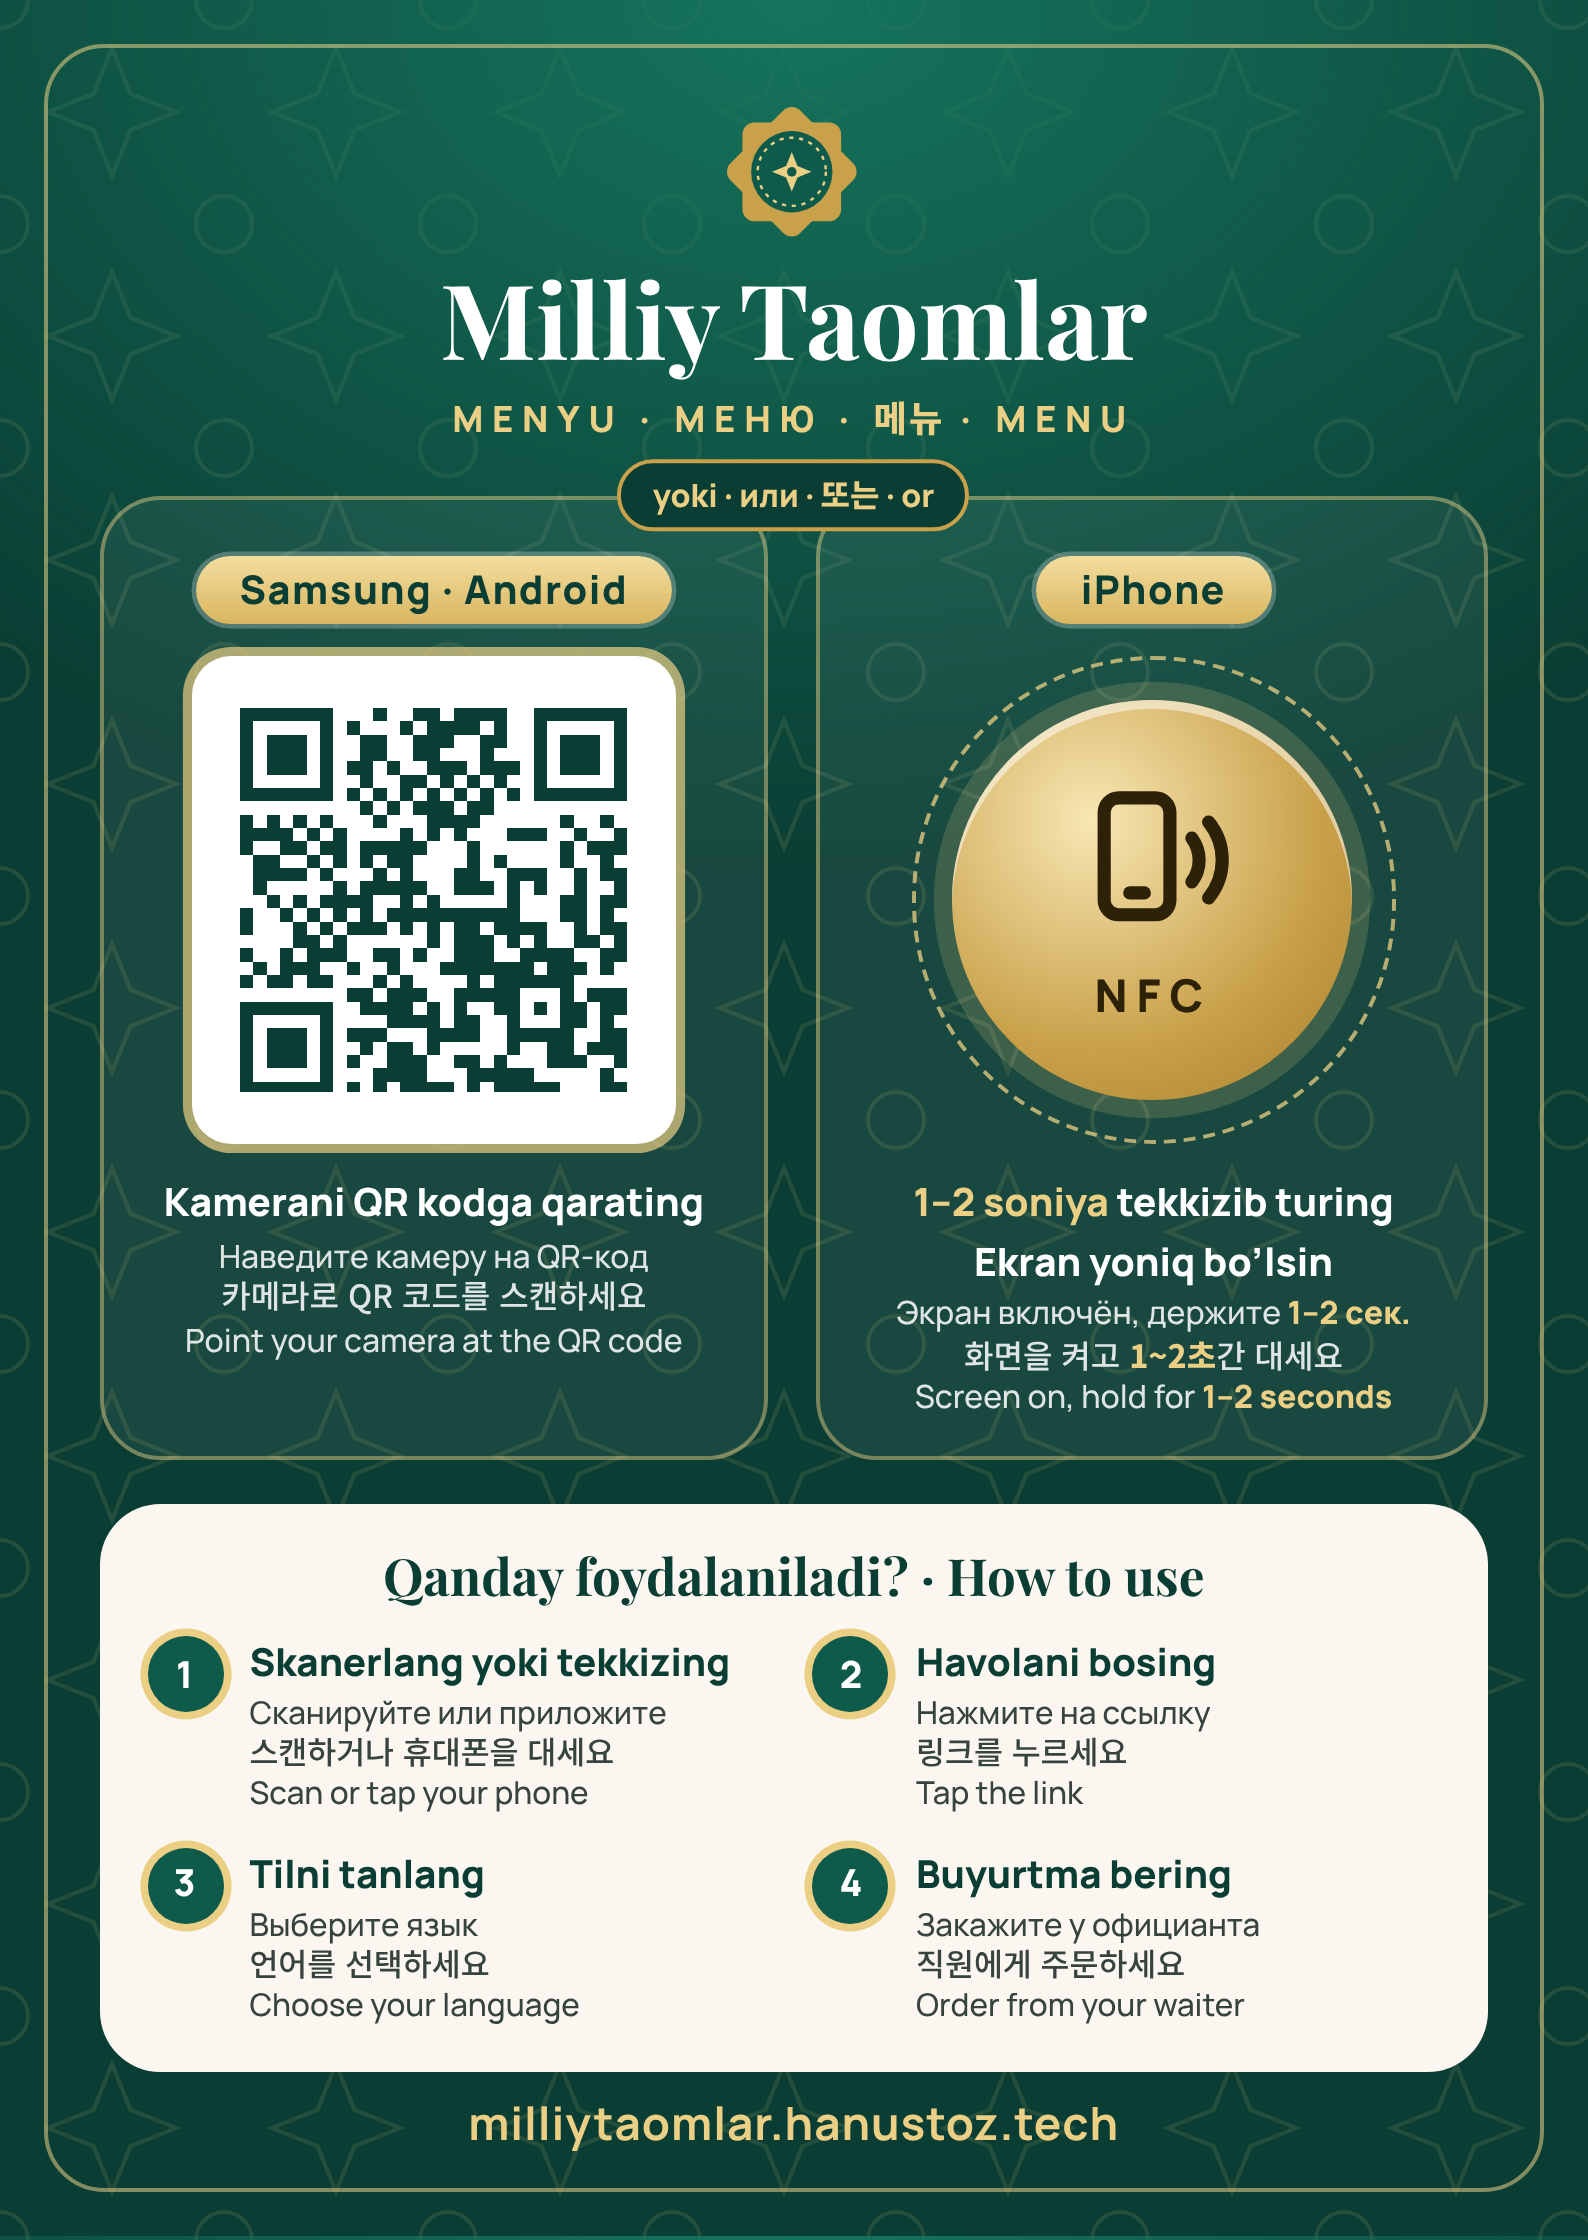 Milliy Taomlar
MENYU · МЕНЮ · 메뉴 · MENU
yoki · или · 또는 · or
Samsung · Android
Kamerani QR kodga qarating
Наведите камеру на QR-код
카메라로 QR 코드를 스캔하세요
Point your camera at the QR code
iPhone
NFC
1–2 soniya tekkizib turing
Ekran yoniq bo’lsin
Экран включён, держите 1–2 сек.
화면을 켜고 1~2초간 대세요
Screen on, hold for 1–2 seconds
Qanday foydalaniladi? · How to use
1
Skanerlang yoki tekkizing
Сканируйте или приложите
스캔하거나 휴대폰을 대세요
Scan or tap your phone
2
Havolani bosing
Нажмите на ссылку
링크를 누르세요
Tap the link
3
Tilni tanlang
Выберите язык
언어를 선택하세요
Choose your language
4
Buyurtma bering
Закажите у официанта
직원에게 주문하세요
Order from your waiter
milliytaomlar.hanustoz.tech